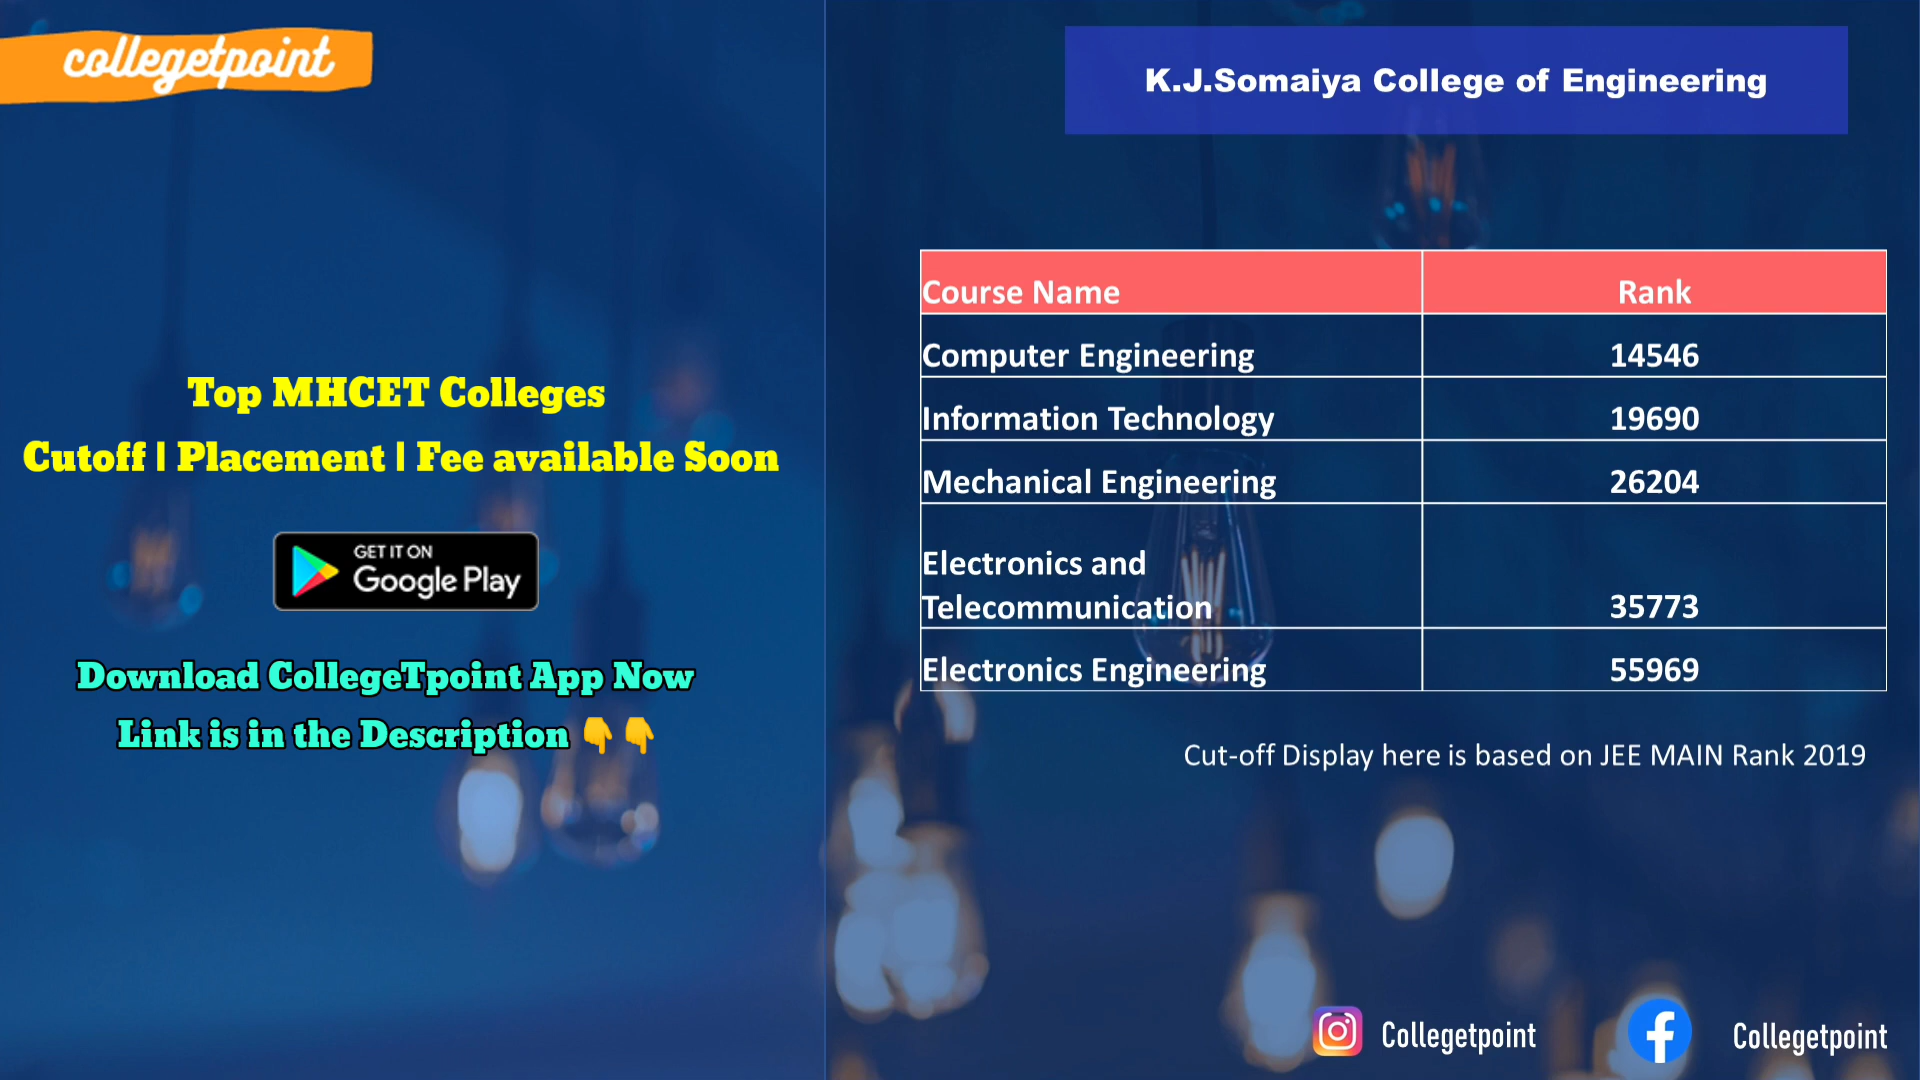 collegetpoint
K.J.Somaiya College of Engineering
Top MHCET Colleges
Cutoff | Placement | Fee available Soon
GET IT ON
Google Play
Download CollegeTpoint App Now
Link is in the Description 👇👇
Course Name Rank
Computer Engineering 14546
Information Technology 19690
Mechanical Engineering 26204
Electronics and
Telecommunication 35773
Electronics Engineering 55969
Cut-off Display here is based on JEE MAIN Rank 2019
Collegetpoint Collegetpoint